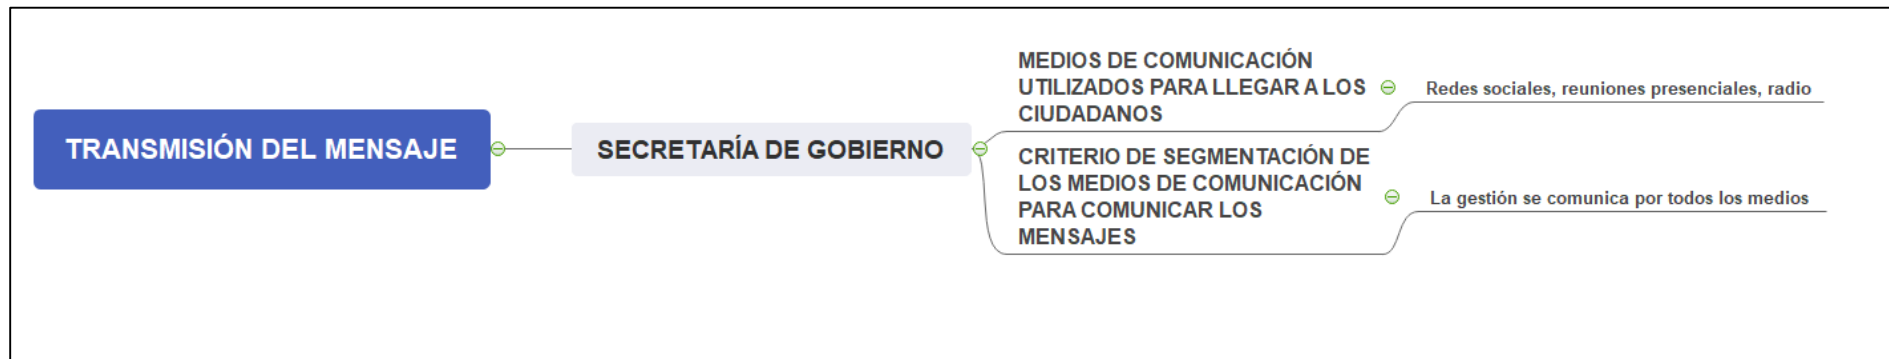 TRANSMISIÓN DEL MENSAJE
SECRETARÍA DE GOBIERNO
MEDIOS DE COMUNICACIÓN
UTILIZADOS PARA LLEGAR A LOS
CIUDADANOS
Redes sociales, reuniones presenciales, radio
CRITERIO DE SEGMENTACIÓN DE
LOS MEDIOS DE COMUNICACIÓN
PARA COMUNICAR LOS
MENSAJES
La gestión se comunica por todos los medios